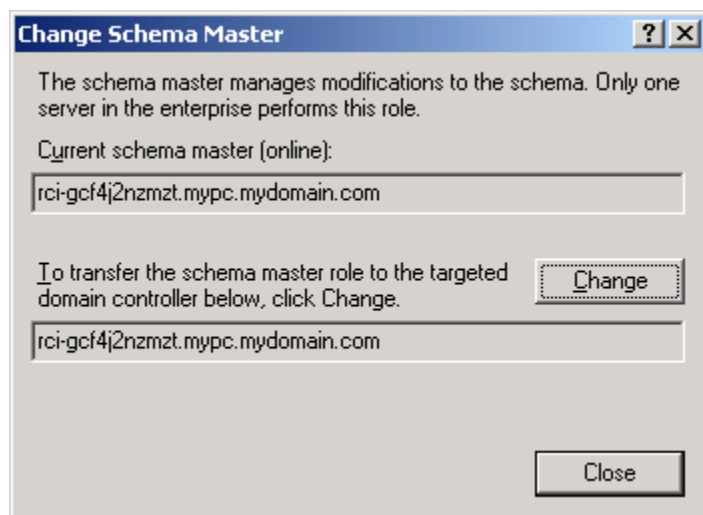 Change Schema Master
The schema master manages modifications to the schema. Only one
server in the enterprise performs this role.
Current schema master (online):
rci-gcf4j2nzmzt.mypc.mydomain.com
To transfer the schema master role to the targeted
domain controller below, click Change.
Change
rci-gcf4j2nzmzt.mypc.mydomain.com
Close